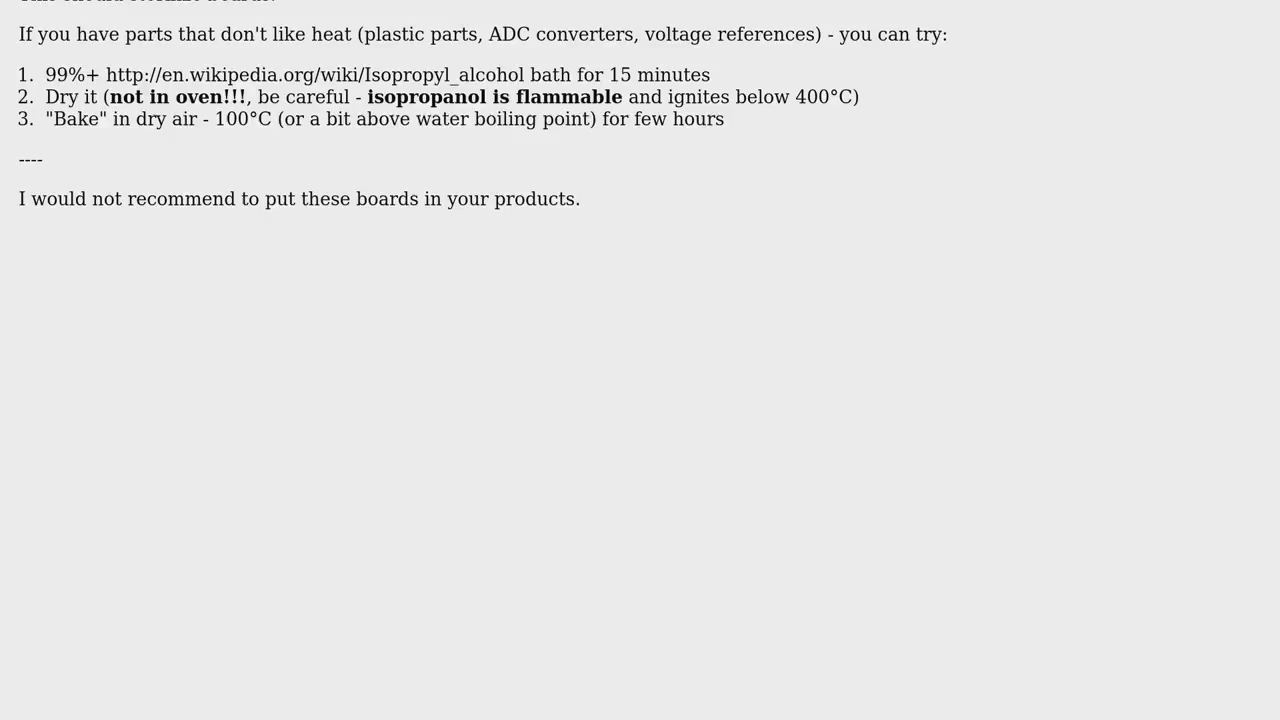 If you have parts that don't like heat (plastic parts, ADC converters, voltage references) - you can try:
1. 99%+ http://en.wikipedia.org/wiki/Isopropyl_alcohol bath for 15 minutes
2. Dry it (not in oven!!!, be careful - isopropanol is flammable and ignites below 400°C)
3. "Bake" in dry air - 100°C (or a bit above water boiling point) for few hours
----
I would not recommend to put these boards in your products.